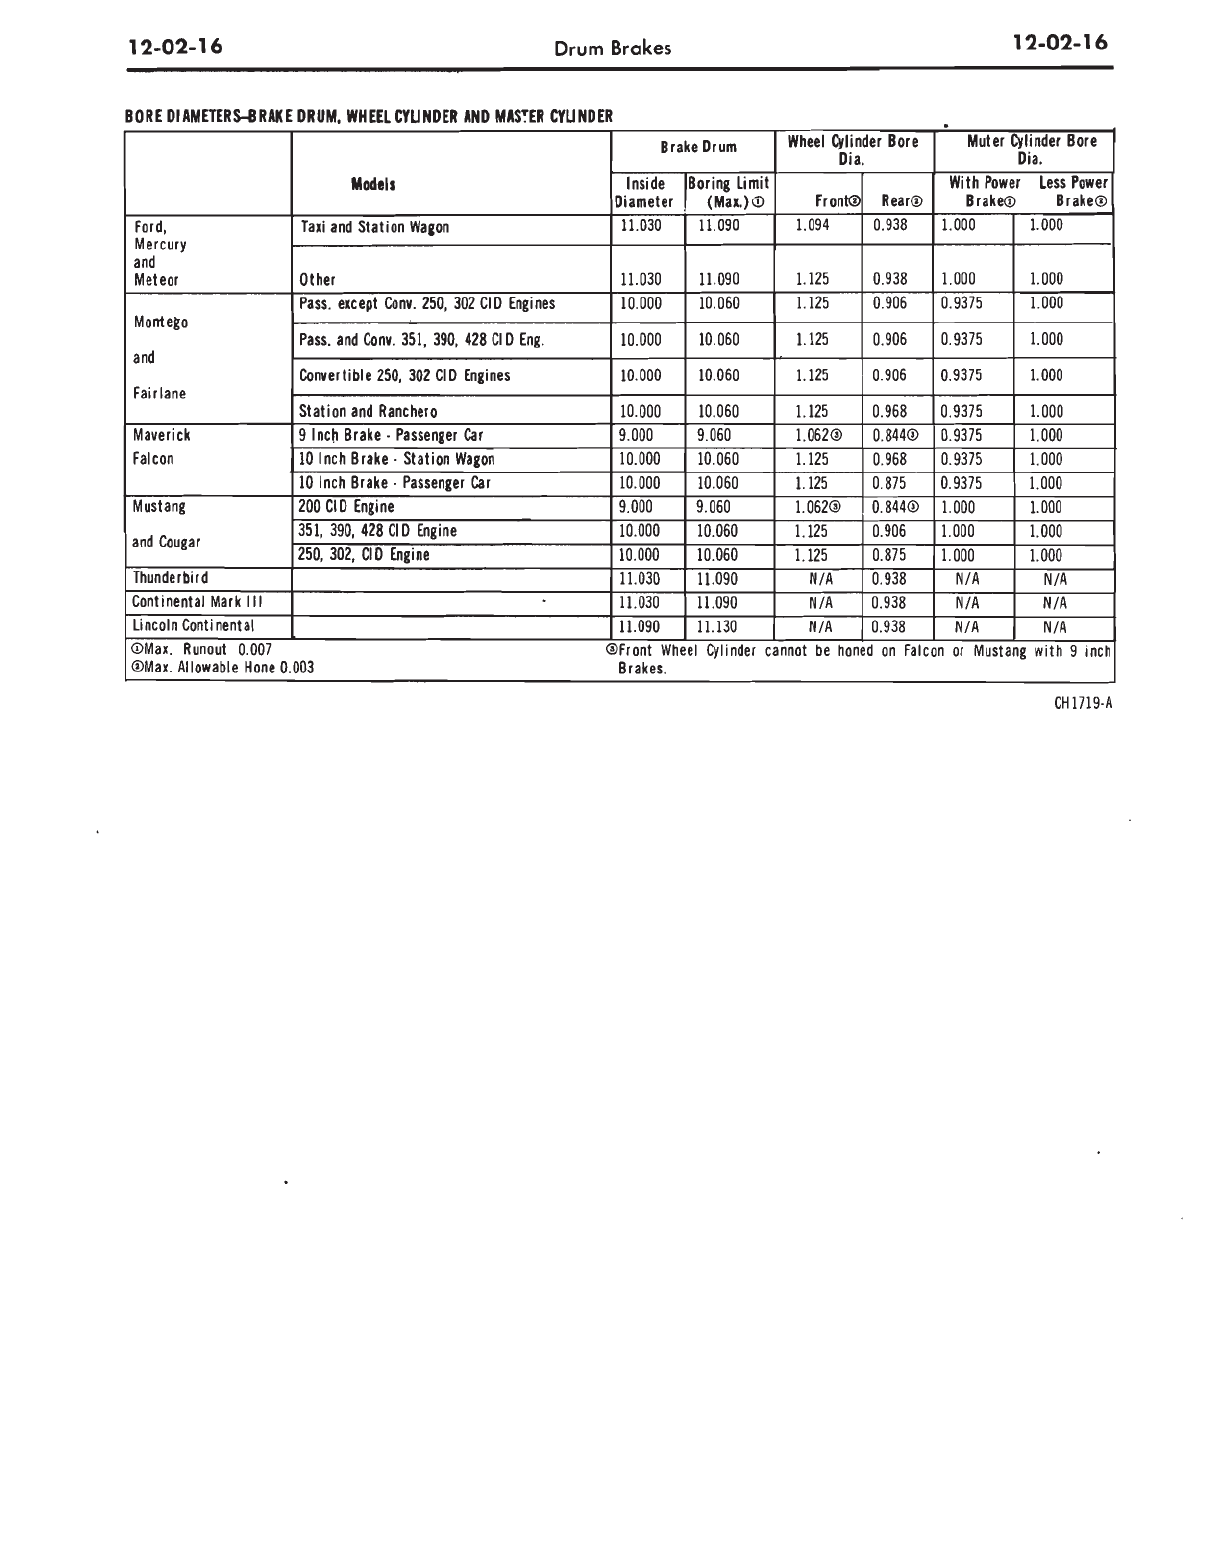 12-02-16 Drum Brakes 12-02-16
BORE DIAMETERS-BRAKE DRUM, WHEEL CYLINDER AND MASTER CYLINDER
Models Brake Drum Wheel Cylinder Bore Dia. Muter Cylinder Bore Dia.
Inside Diameter Boring Limit (Max.)① Front② Rear② With Power Brake② Less Power Brake②
Ford, Mercury and Meteor
Taxi and Station Wagon 11.030 11.090 1.094 0.938 1.000 1.000
Other 11.030 11.090 1.125 0.938 1.000 1.000
Montego and Fairlane
Pass. except Conv. 250, 302 CID Engines 10.000 10.060 1.125 0.906 0.9375 1.000
Pass. and Conv. 351, 390, 428 CID Eng. 10.000 10.060 1.125 0.906 0.9375 1.000
Convertible 250, 302 CID Engines 10.000 10.060 1.125 0.906 0.9375 1.000
Station and Ranchero 10.000 10.060 1.125 0.968 0.9375 1.000
Maverick 9 Inch Brake - Passenger Car 9.000 9.060 1.062③ 0.844③ 0.9375 1.000
Falcon 10 Inch Brake - Station Wagon 10.000 10.060 1.125 0.968 0.9375 1.000
10 Inch Brake - Passenger Car 10.000 10.060 1.125 0.875 0.9375 1.000
Mustang and Cougar
200 CID Engine 9.000 9.060 1.062③ 0.844③ 1.000 1.000
351, 390, 428 CID Engine 10.000 10.060 1.125 0.906 1.000 1.000
250, 302, CID Engine 10.000 10.060 1.125 0.875 1.000 1.000
Thunderbird 11.030 11.090 N/A 0.938 N/A N/A
Continental Mark III 11.030 11.090 N/A 0.938 N/A N/A
Lincoln Continental 11.090 11.130 N/A 0.938 N/A N/A
①Max. Runout 0.007
②Max. Allowable Hone 0.003
③Front Wheel Cylinder cannot be honed on Falcon or Mustang with 9 inch
Brakes.
CH1719-A